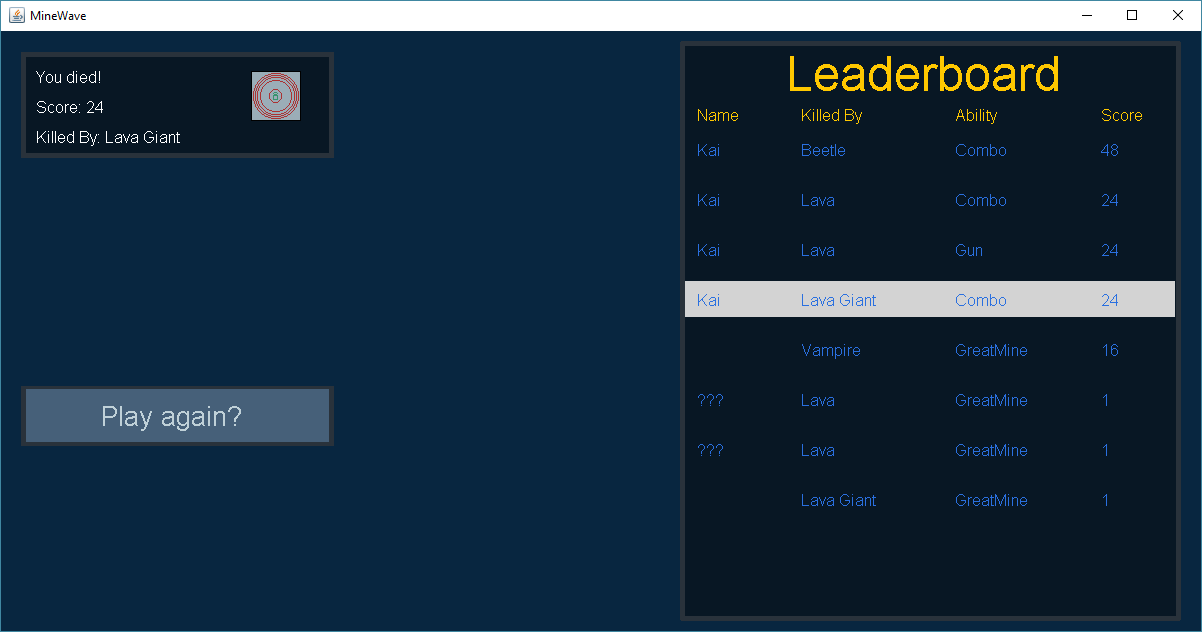 MineWave
You died!
Score: 24
Killed By: Lava Giant
Play again?
Leaderboard
Name Killed By Ability Score
Kai Beetle Combo 48
Kai Lava Combo 24
Kai Lava Gun 24
Kai Lava Giant Combo 24
Vampire GreatMine 16
??? Lava GreatMine 1
??? Lava GreatMine 1
Lava Giant GreatMine 1